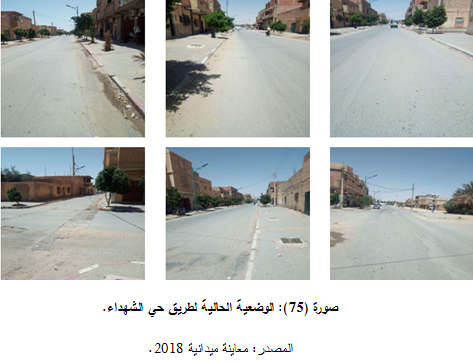 صورة (75): الوضعية الحالية لطريق حي الشهداء.
المصدر: معاينة ميدانية 2018.